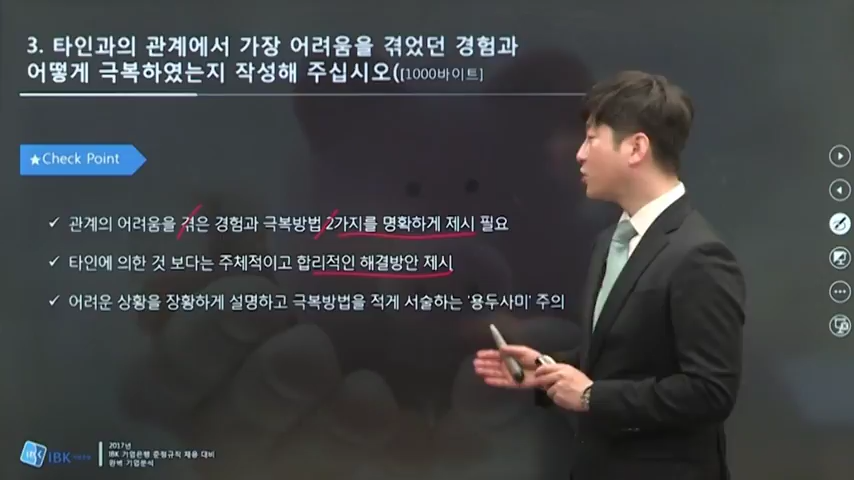 3. 타인과의 관계에서 가장 어려움을 겪었던 경험과
어떻게 극복하였는지 작성해 주십시오([1000바이트]
★Check Point
✓ 관계의 어려움을 겪은 경험과 극복방법 2가지를 명확하게 제시 필요
✓ 타인에 의한 것 보다는 주체적이고 합리적인 해결방안 제시
✓ 어려운 상황을 장황하게 설명하고 극복방법을 적게 서술하는 '용두사미' 주의
IBK
IBK
2017년
IBK 기업은행 준정규직 채용 대비
완벽 기업분석